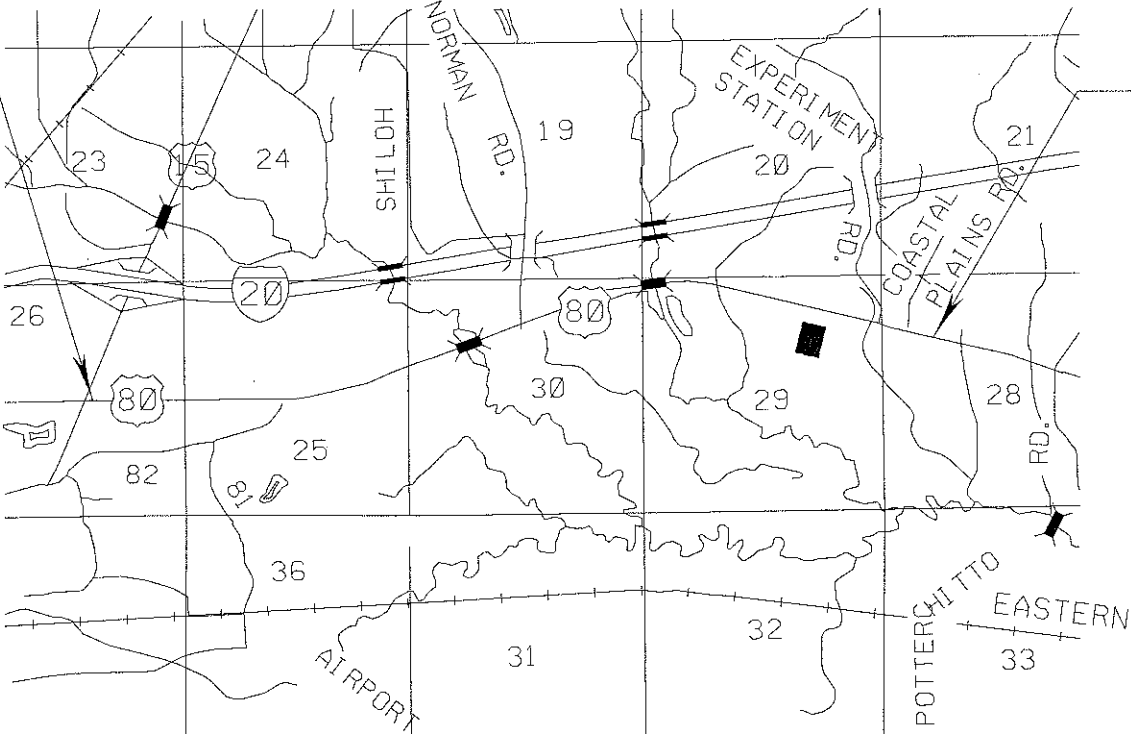 NORMAN
RD.
EXPERIMENT
STATION
RD.
19
21
23
15
24
SHILOH
20
COASTAL
PLAINS RD.
20
26
80
80
30
29
28
RD.
25
82
81
36
POTTERCHITTO
EASTERN
32
31
33
AIRPORT